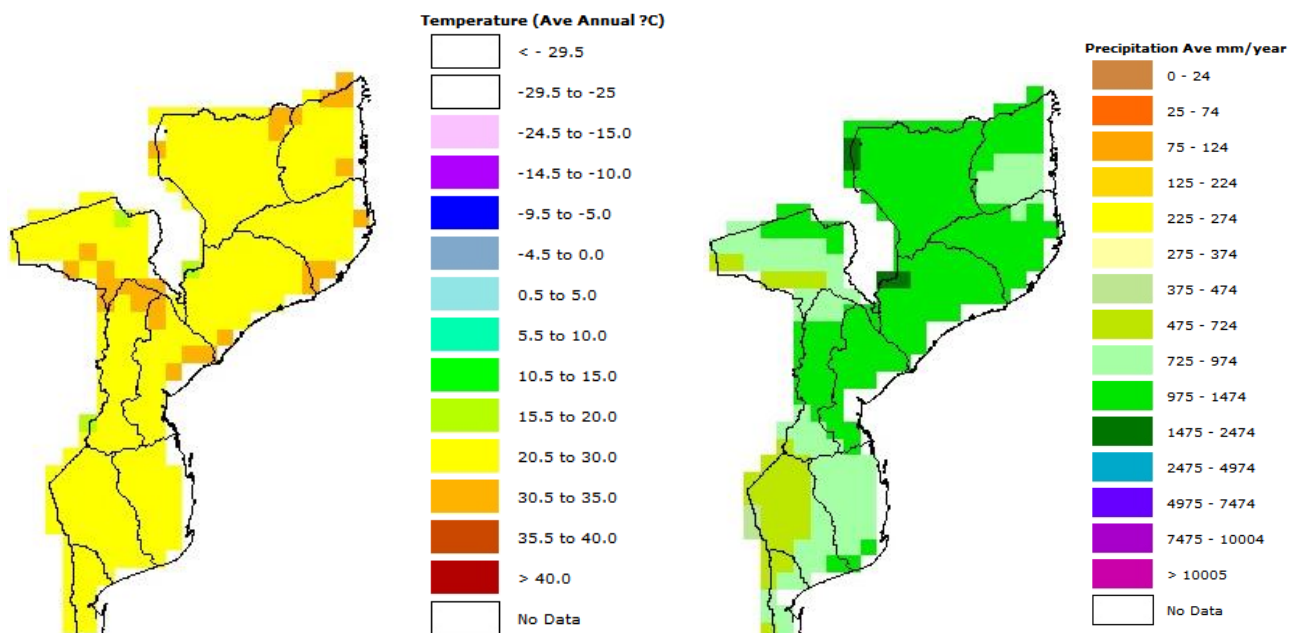 Temperature (Ave Annual ?C)
< - 29.5
-29.5 to -25
-24.5 to -15.0
-14.5 to -10.0
-9.5 to -5.0
-4.5 to 0.0
0.5 to 5.0
5.5 to 10.0
10.5 to 15.0
15.5 to 20.0
20.5 to 30.0
30.5 to 35.0
35.5 to 40.0
> 40.0
No Data
Precipitation Ave mm/year
0 - 24
25 - 74
75 - 124
125 - 224
225 - 274
275 - 374
375 - 474
475 - 724
725 - 974
975 - 1474
1475 - 2474
2475 - 4974
4975 - 7474
7475 - 10004
> 10005
No Data